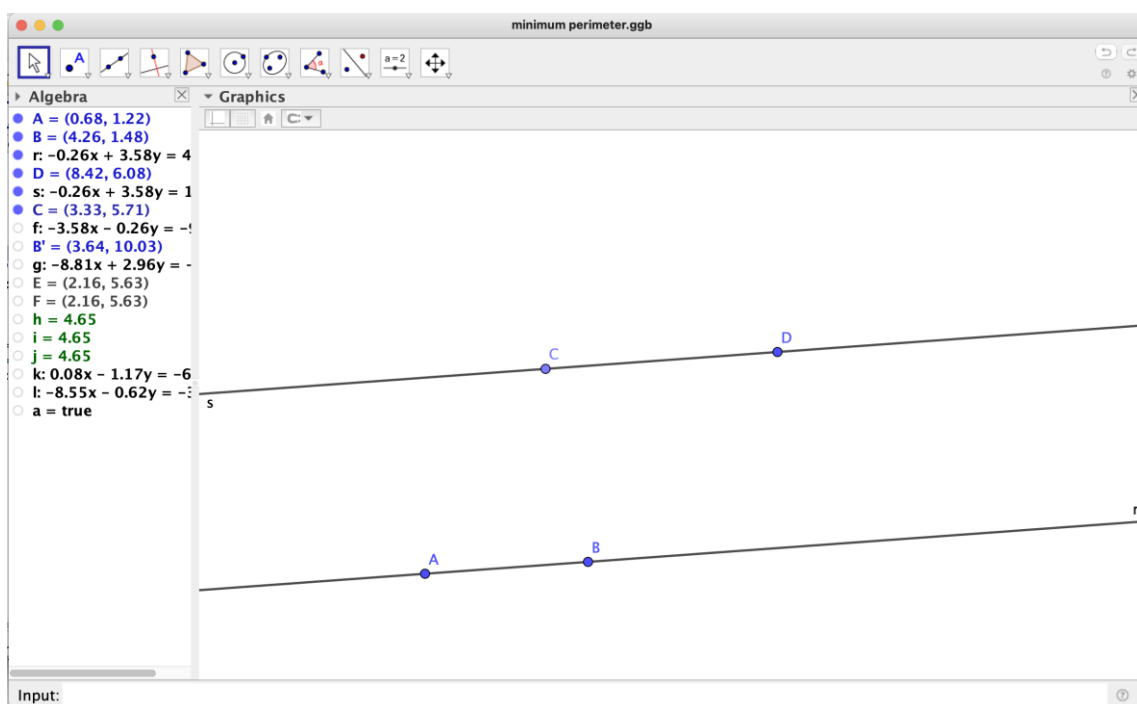 minimum perimeter.ggb
A
α
a=2
Algebra
Graphics
A = (0.68, 1.22)
B = (4.26, 1.48)
r: -0.26x + 3.58y = 4
D = (8.42, 6.08)
s: -0.26x + 3.58y = 1
C = (3.33, 5.71)
f: -3.58x - 0.26y = -9
B' = (3.64, 10.03)
g: -8.81x + 2.96y = -
E = (2.16, 5.63)
F = (2.16, 5.63)
h = 4.65
i = 4.65
j = 4.65
k: 0.08x - 1.17y = -6
l: -8.55x - 0.62y = -3
a = true
D
C
s
r
B
A
Input: